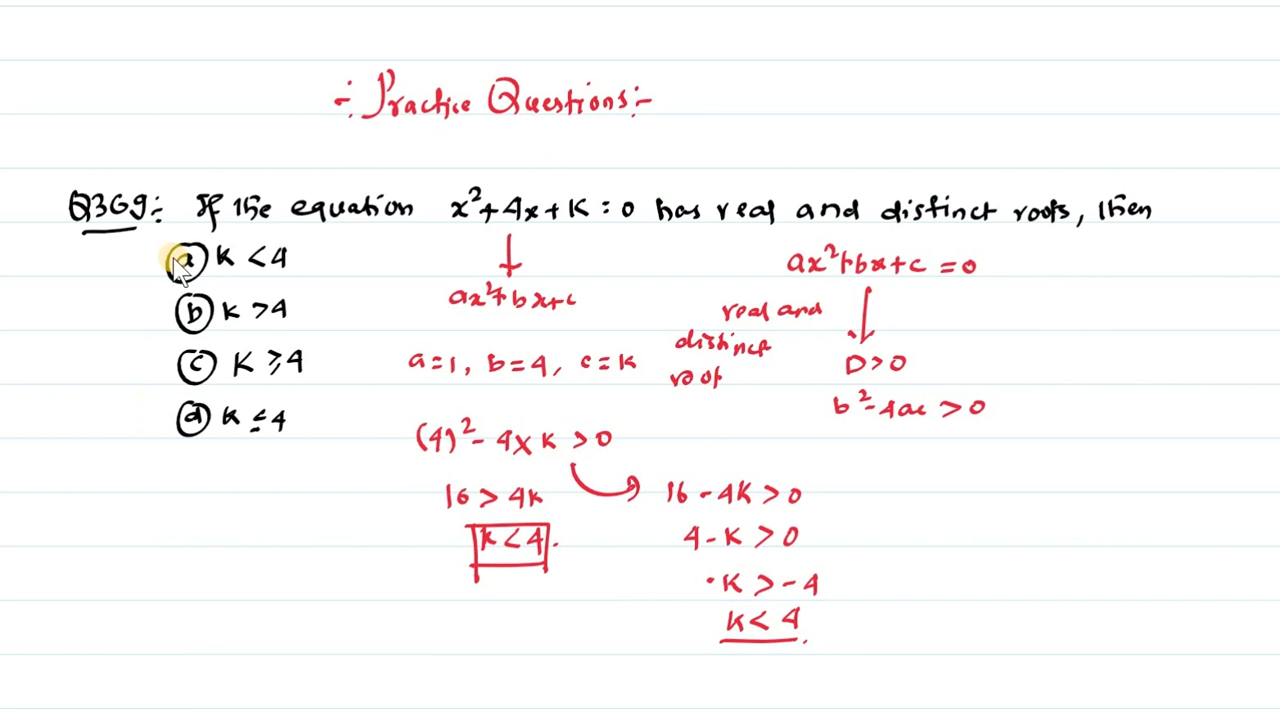 -: Practice Questions:-
Q369:- If the equation x²+4x+K=0 has real and distinct roots, then
(a) K < 4
(b) K > 4
(c) K ≥ 4
(d) K ≤ 4
↓
ax²+bx+c
a=1, b=4, c=K
(4)² - 4×K > 0
16 > 4K
K < 4.
ax²+bx+c = 0
↓
real and
distinct
root
D > 0
b²-4ac > 0
16 - 4K > 0
4 - K > 0
-K > -4
K < 4.